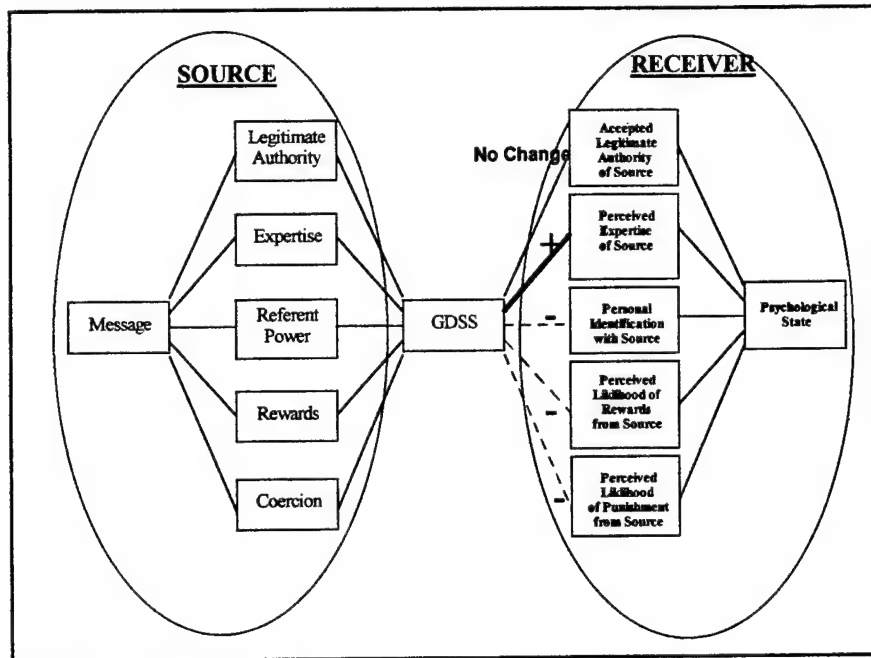 SOURCE
RECEIVER
Legitimate
Authority
Expertise
Message
Referent
Power
Rewards
Coercion
GDSS
No Change
+
-
-
-
Accepted
Legitimate
Authority
of Source
Perceived
Expertise
of Source
Personal
Identification
with Source
Perceived
Liklihood of
Rewards
from Source
Perceived
Liklihood
of Punishment
from Source
Psychological
State